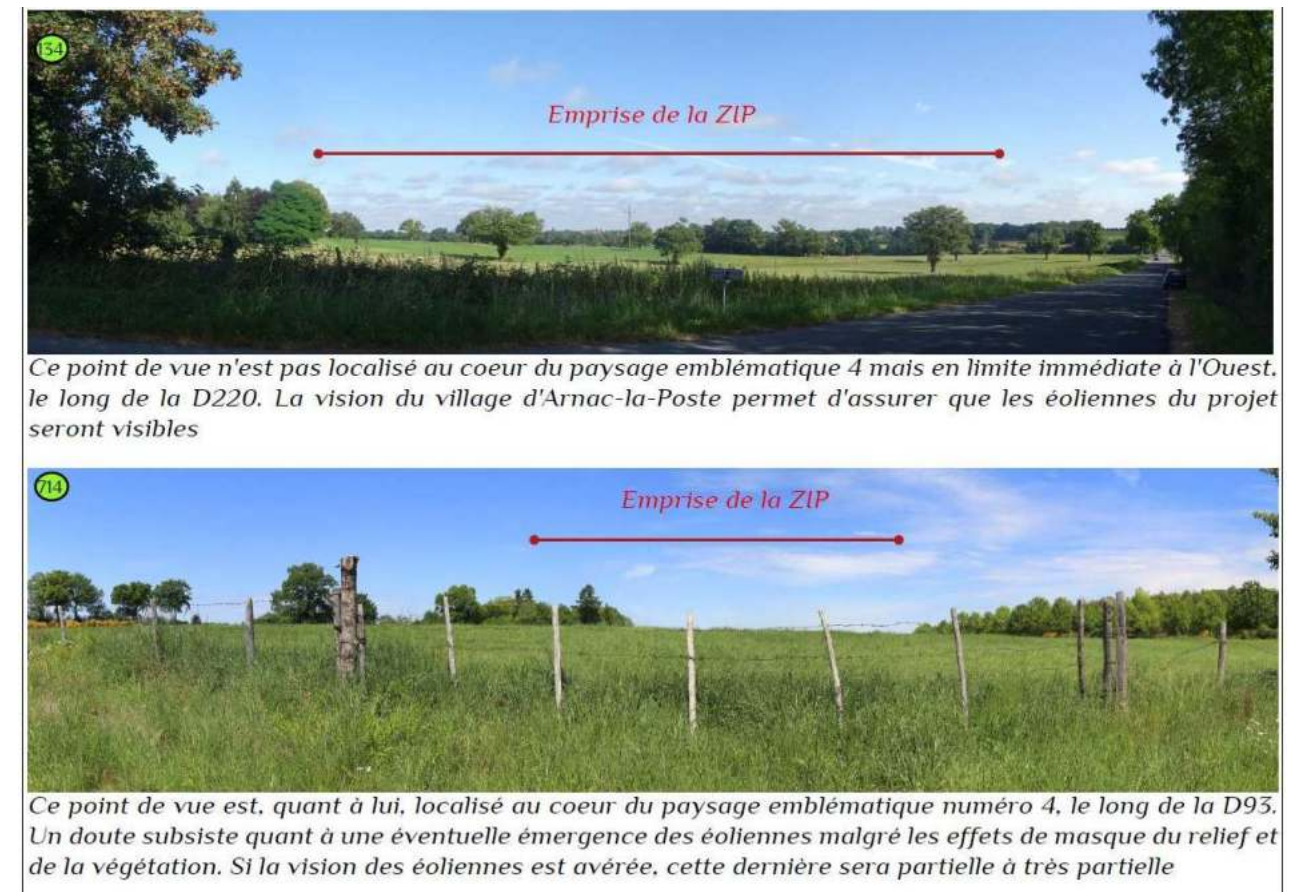 134
Emprise de la ZIP
Ce point de vue n'est pas localisé au coeur du paysage emblématique 4 mais en limite immédiate à l'Ouest,
le long de la D220. La vision du village d'Arnac-la-Poste permet d'assurer que les éoliennes du projet
seront visibles
714
Emprise de la ZIP
Ce point de vue est, quant à lui, localisé au coeur du paysage emblématique numéro 4, le long de la D93.
Un doute subsiste quant à une éventuelle émergence des éoliennes malgré les effets de masque du relief et
de la végétation. Si la vision des éoliennes est avérée, cette dernière sera partielle à très partielle